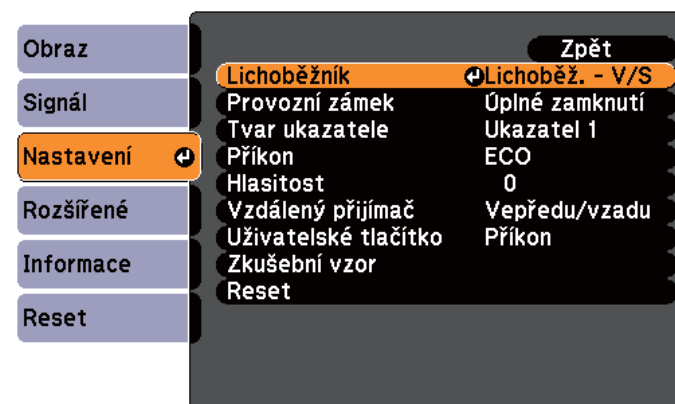 Obraz
Signál
Nastavení
Rozšířené
Informace
Reset
Zpět
Lichoběžník Lichoběž. - V/S
Provozní zámek Úplné zamknutí
Tvar ukazatele Ukazatel 1
Příkon ECO
Hlasitost 0
Vzdálený přijímač Vepředu/vzadu
Uživatelské tlačítko Příkon
Zkušební vzor
Reset